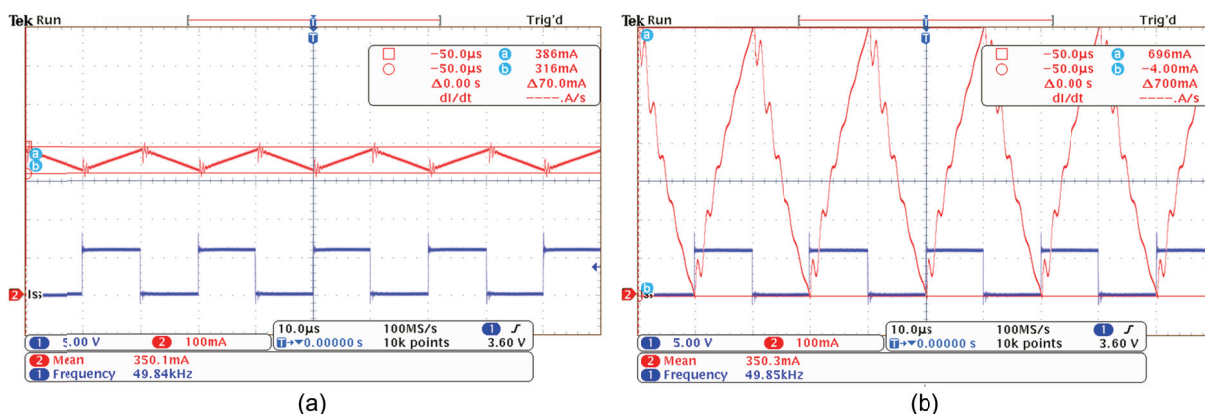 Tek Run Trig'd
T
T
-50.0µs a 386mA
-50.0µs b 316mA
Δ0.00 s Δ70.0mA
dI/dt ----.A/s
a
b
2
1 5.00 V 2 100mA
10.0µs 100MS/s 1
T→▼0.00000 s 10k points 3.60 V
2 Mean 350.1mA
1 Frequency 49.84kHz
(a)
Tek Run Trig'd
T
T
a
-50.0µs a 696mA
-50.0µs b -4.00mA
Δ0.00 s Δ700mA
dI/dt ----.A/s
b
2
1 5.00 V 2 100mA
10.0µs 100MS/s 1
T→▼0.00000 s 10k points 3.60 V
2 Mean 350.3mA
1 Frequency 49.85kHz
(b)